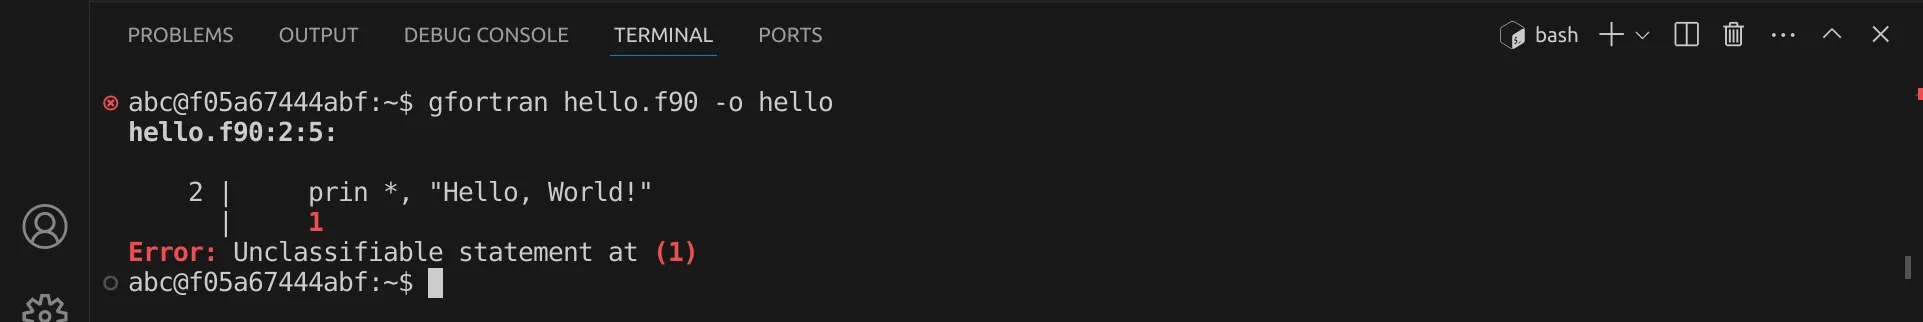 PROBLEMS OUTPUT DEBUG CONSOLE TERMINAL PORTS bash
abc@f05a67444abf:~$ gfortran hello.f90 -o hello
hello.f90:2:5:
2 | prin *, "Hello, World!"
| 1
Error: Unclassifiable statement at (1)
abc@f05a67444abf:~$